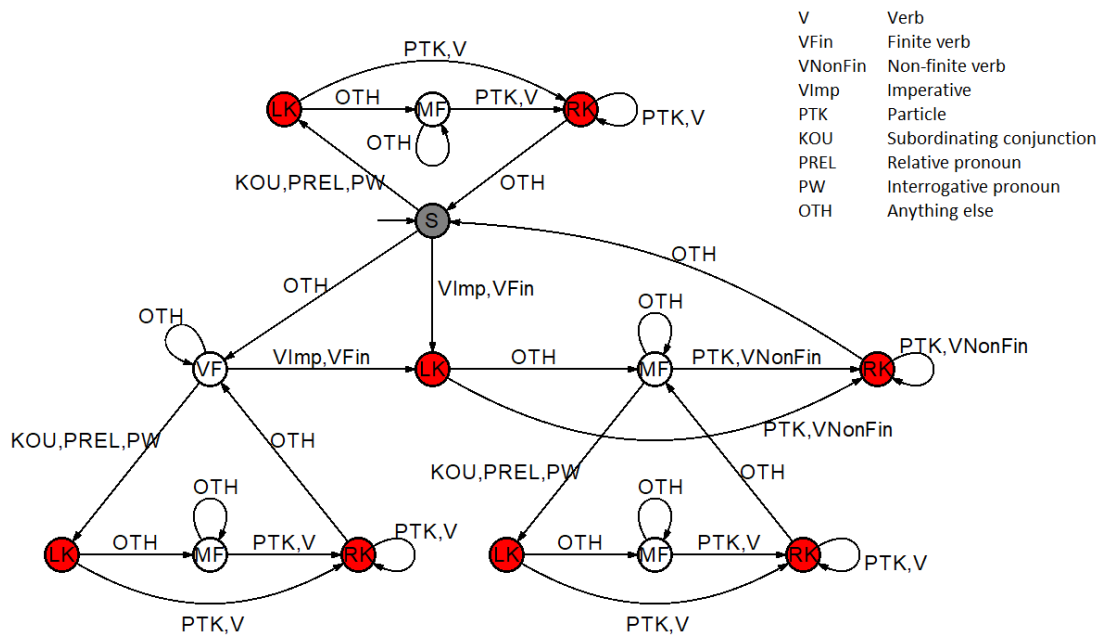 V Verb
VFin Finite verb
VNonFin Non-finite verb
VImp Imperative
PTK Particle
KOU Subordinating conjunction
PREL Relative pronoun
PW Interrogative pronoun
OTH Anything else
PTK,V
LK
OTH
MF
PTK,V
RK
PTK,V
OTH
KOU,PREL,PW
OTH
S
OTH
OTH
VImp,VFin
OTH
VF
VImp,VFin
LK
OTH
OTH
MF
PTK,VNonFin
RK
PTK,VNonFin
PTK,VNonFin
KOU,PREL,PW
OTH
KOU,PREL,PW
OTH
LK
OTH
OTH
MF
PTK,V
RK
PTK,V
PTK,V
LK
OTH
OTH
MF
PTK,V
RK
PTK,V
PTK,V